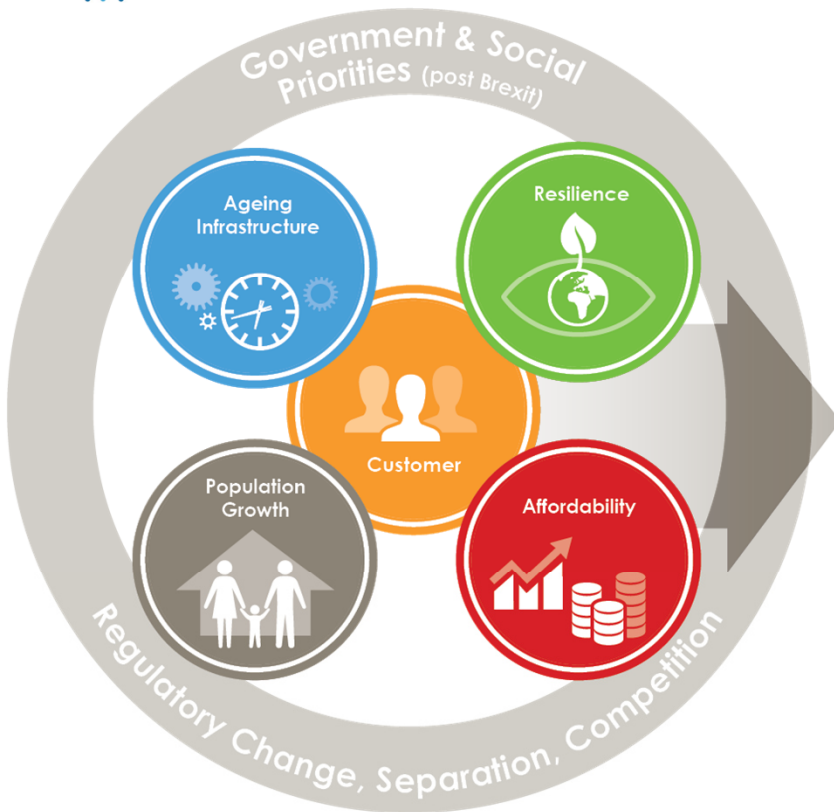 Government & Social
Priorities (post Brexit)
Ageing
Infrastructure
Resilience
Customer
Population
Growth
Affordability
Regulatory Change, Separation, Competition